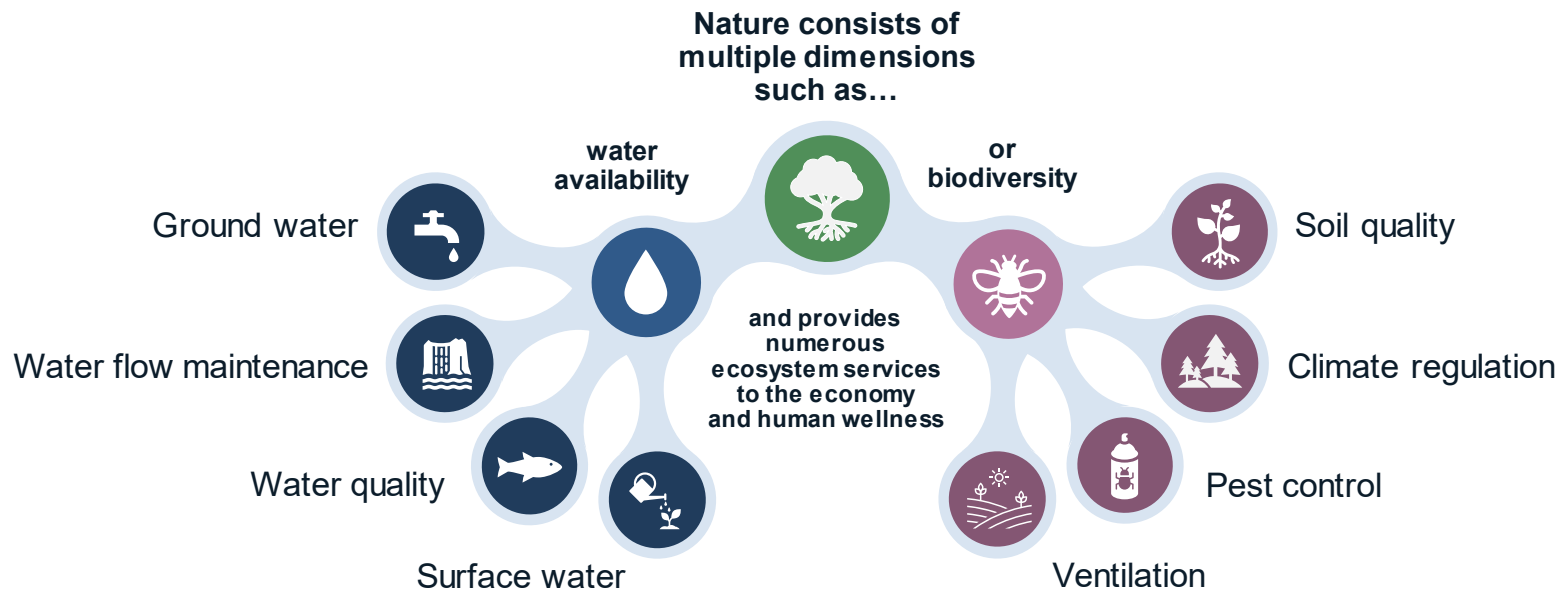 Nature consists of
multiple dimensions
such as...
water
availability
or
biodiversity
Ground water
Soil quality
and provides
numerous
ecosystem services
to the economy
and human wellness
Water flow maintenance
Climate regulation
Water quality
Pest control
Surface water
Ventilation